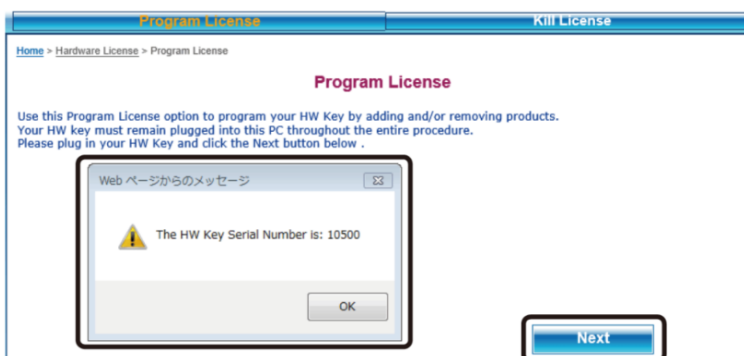 Program License
Kill License
Home > Hardware License > Program License
Program License
Use this Program License option to program your HW Key by adding and/or removing products.
Your HW key must remain plugged into this PC throughout the entire procedure.
Please plug in your HW Key and click the Next button below .
Web ページからのメッセージ
The HW Key Serial Number is: 10500
OK
Next